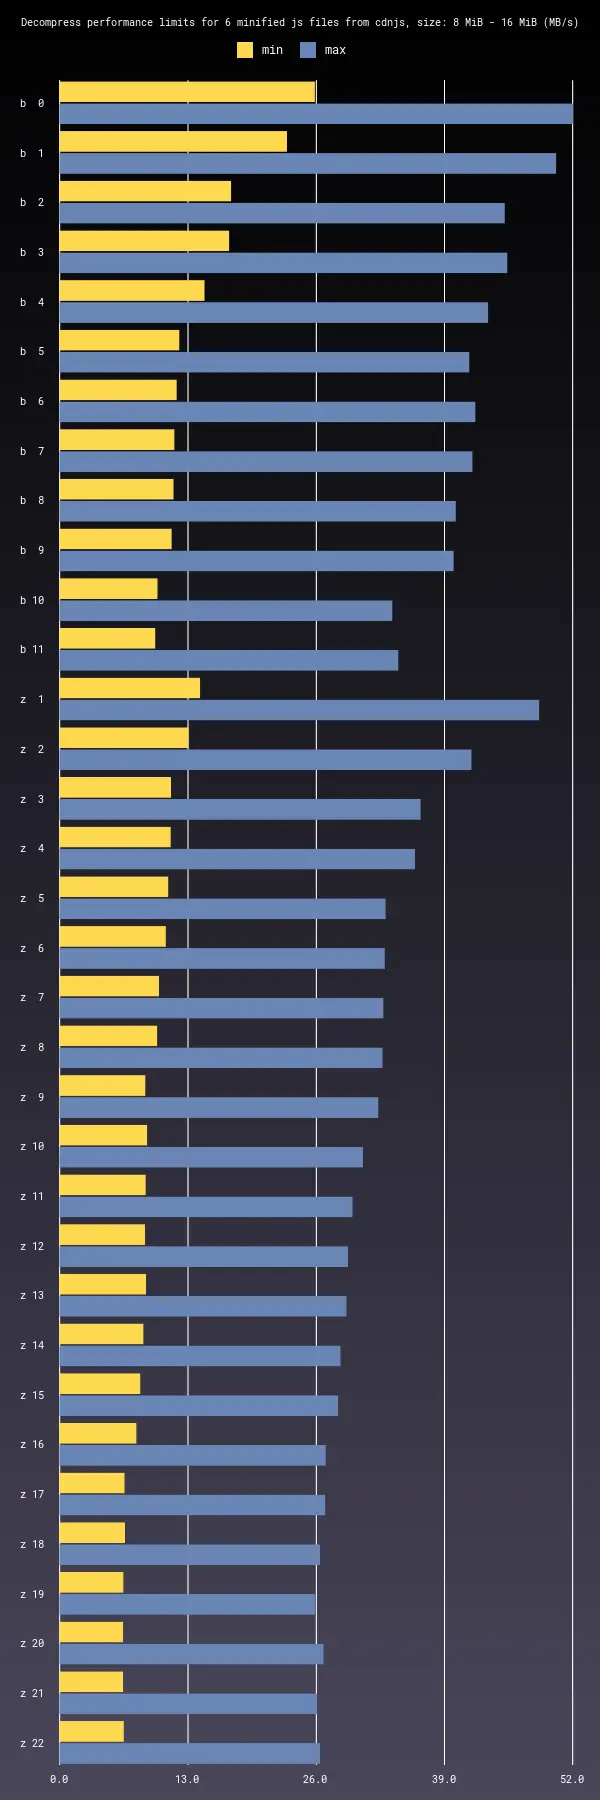 Decompress performance limits for 6 minified js files from cdnjs, size: 8 MiB - 16 MiB (MB/s)
min max
b 0
b 1
b 2
b 3
b 4
b 5
b 6
b 7
b 8
b 9
b 10
b 11
z 1
z 2
z 3
z 4
z 5
z 6
z 7
z 8
z 9
z 10
z 11
z 12
z 13
z 14
z 15
z 16
z 17
z 18
z 19
z 20
z 21
z 22
0.0 13.0 26.0 39.0 52.0